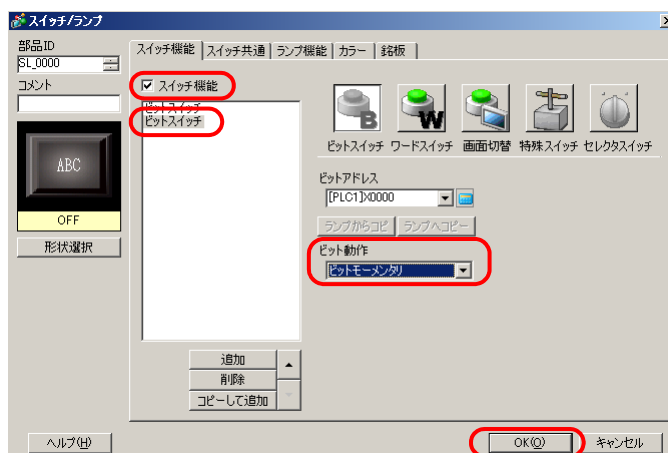 スイッチ/ランプ
部品ID
SL_0000
コメント
ABC
OFF
形状選択
スイッチ機能 スイッチ共通 ランプ機能 カラー 銘板
スイッチ機能
ビットスイッチ
ビットスイッチ
追加
削除
コピーして追加
B W
ビットスイッチ ワードスイッチ 画面切替 特殊スイッチ セレクタスイッチ
ビットアドレス
[PLC1]X0000
ランプからコピ ランプへコピー
ビット動作
ビットモーメンタリ
ヘルプ(H) OK(O) キャンセル